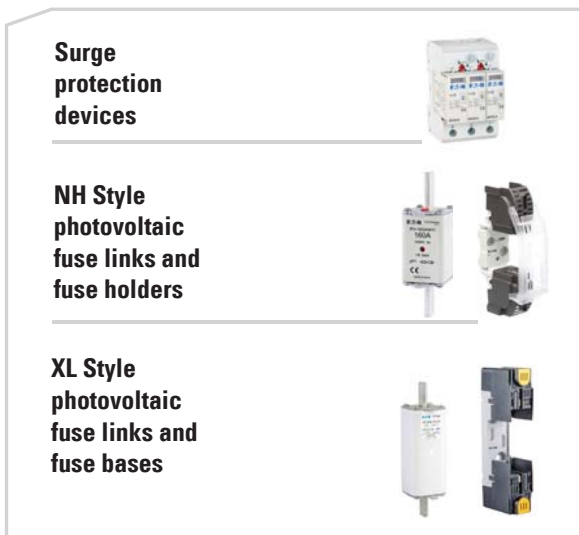 Surge
protection
devices
NH Style
photovoltaic
fuse links and
fuse holders
160A
XL Style
photovoltaic
fuse links and
fuse bases